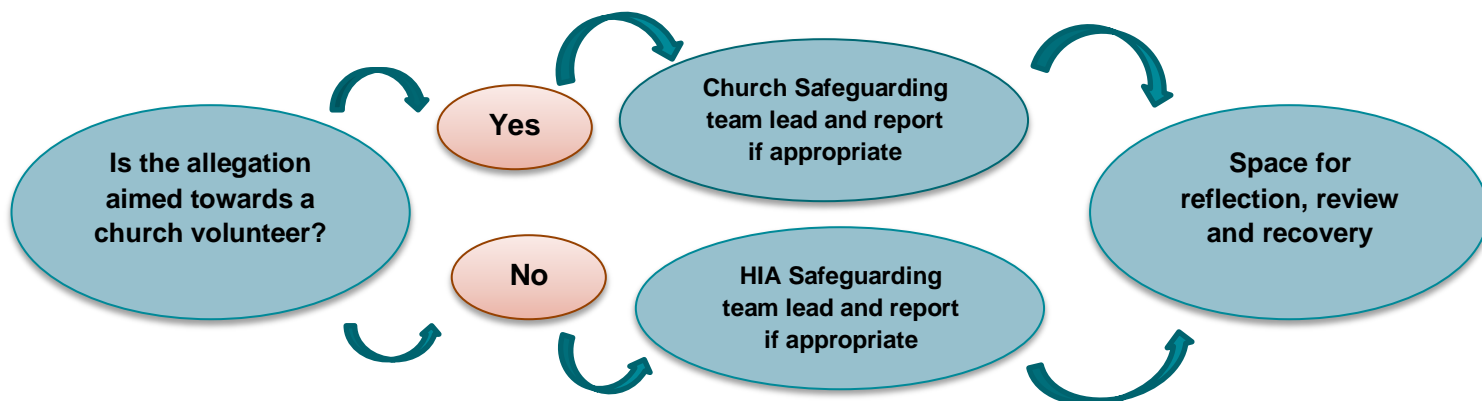 Is the allegation
aimed towards a
church volunteer?
Yes
Church Safeguarding
team lead and report
if appropriate
No
HIA Safeguarding
team lead and report
if appropriate
Space for
reflection, review
and recovery